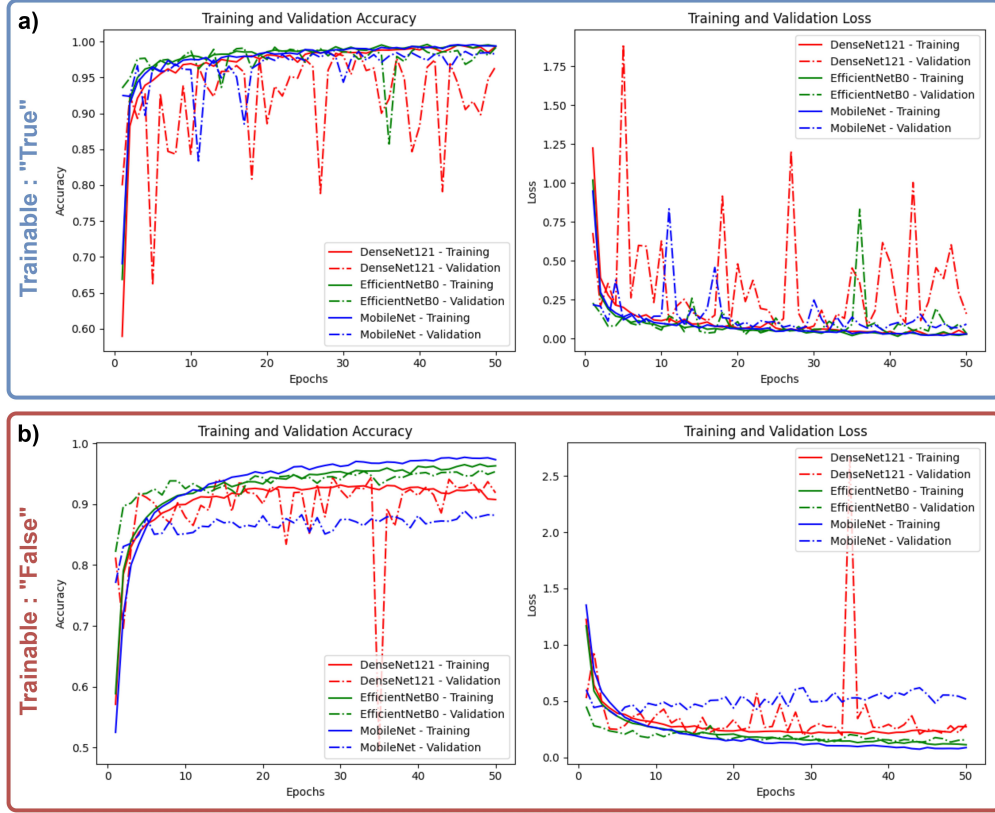 a)
Trainable : "True"
Training and Validation Accuracy
Accuracy
1.00
0.95
0.90
0.85
0.80
0.75
0.70
0.65
0.60
DenseNet121 - Training
DenseNet121 - Validation
EfficientNetB0 - Training
EfficientNetB0 - Validation
MobileNet - Training
MobileNet - Validation
0 10 20 30 40 50
Epochs
Training and Validation Loss
Loss
1.75
1.50
1.25
1.00
0.75
0.50
0.25
0.00
DenseNet121 - Training
DenseNet121 - Validation
EfficientNetB0 - Training
EfficientNetB0 - Validation
MobileNet - Training
MobileNet - Validation
0 10 20 30 40 50
Epochs
b)
Trainable : "False"
Training and Validation Accuracy
Accuracy
1.0
0.9
0.8
0.7
0.6
0.5
DenseNet121 - Training
DenseNet121 - Validation
EfficientNetB0 - Training
EfficientNetB0 - Validation
MobileNet - Training
MobileNet - Validation
0 10 20 30 40 50
Epochs
Training and Validation Loss
Loss
2.5
2.0
1.5
1.0
0.5
0.0
DenseNet121 - Training
DenseNet121 - Validation
EfficientNetB0 - Training
EfficientNetB0 - Validation
MobileNet - Training
MobileNet - Validation
0 10 20 30 40 50
Epochs